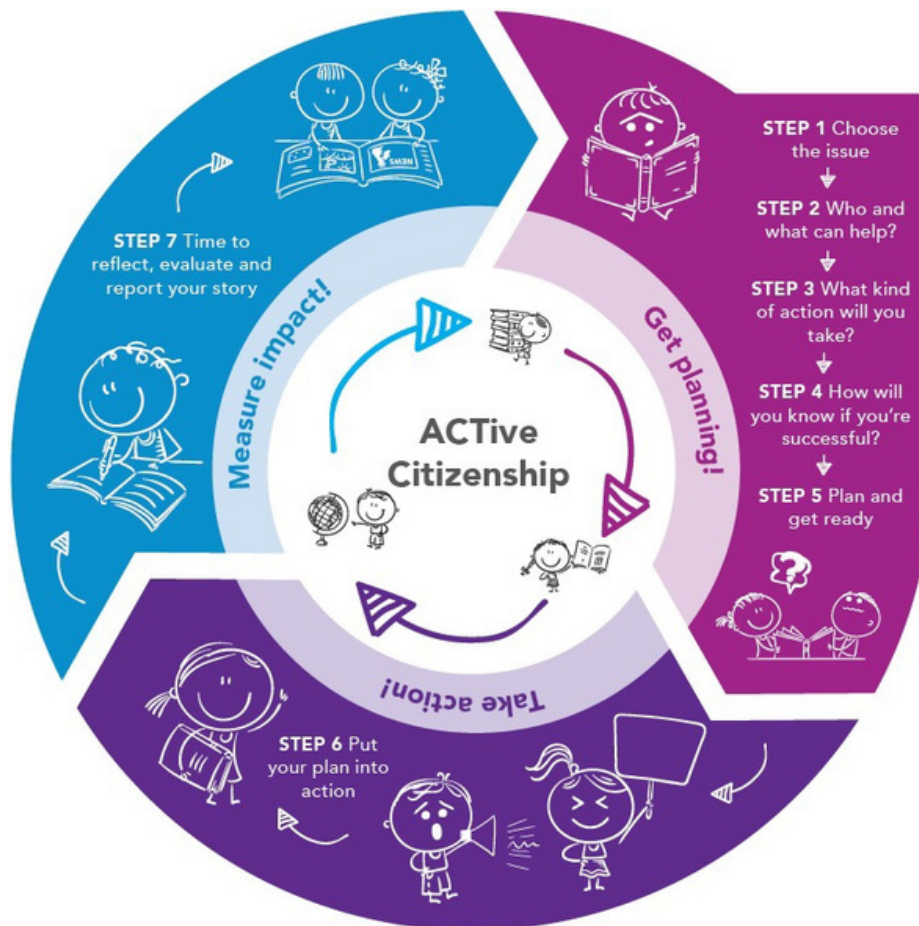 ACTive
Citizenship
Get planning!
STEP 1 Choose
the issue
STEP 2 Who and
what can help?
STEP 3 What kind
of action will you
take?
STEP 4 How will
you know if you're
successful?
STEP 5 Plan and
get ready
?
Take action!
STEP 6 Put
your plan into
action
Measure impact!
STEP 7 Time to
reflect, evaluate and
report your story
NEWS